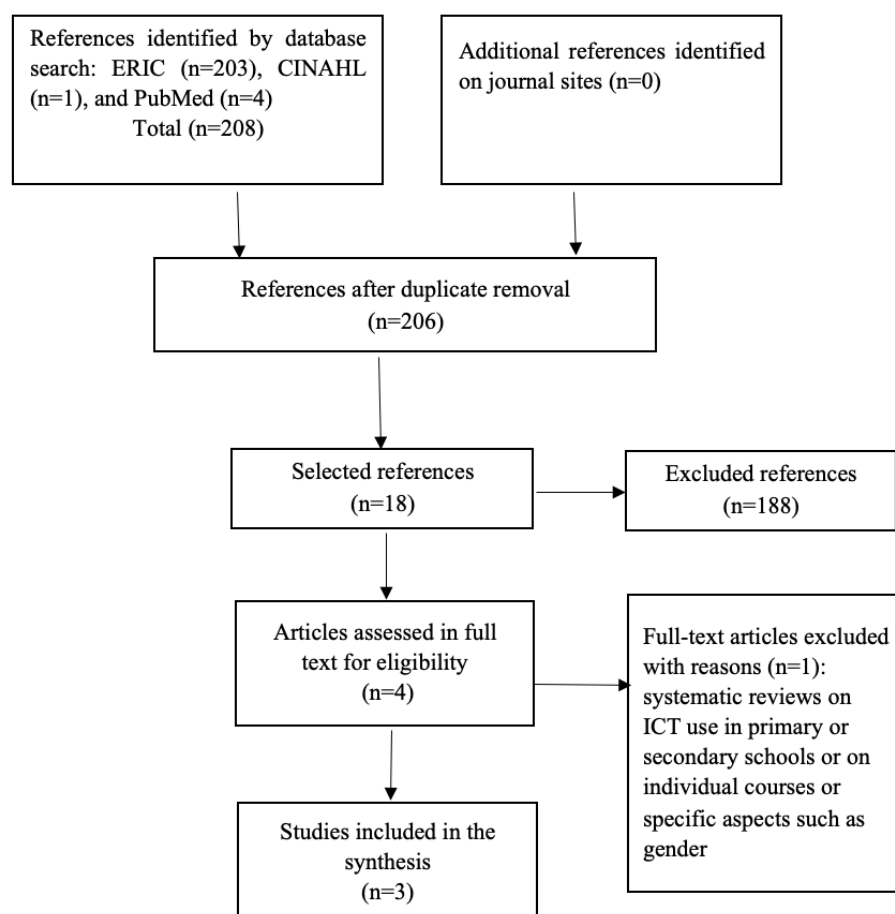 References identified by database
search: ERIC (n=203), CINAHL
(n=1), and PubMed (n=4)
Total (n=208)
Additional references identified
on journal sites (n=0)
References after duplicate removal
(n=206)
Selected references
(n=18)
Excluded references
(n=188)
Articles assessed in full
text for eligibility
(n=4)
Full-text articles excluded
with reasons (n=1):
systematic reviews on
ICT use in primary or
secondary schools or on
individual courses or
specific aspects such as
gender
Studies included in the
synthesis
(n=3)